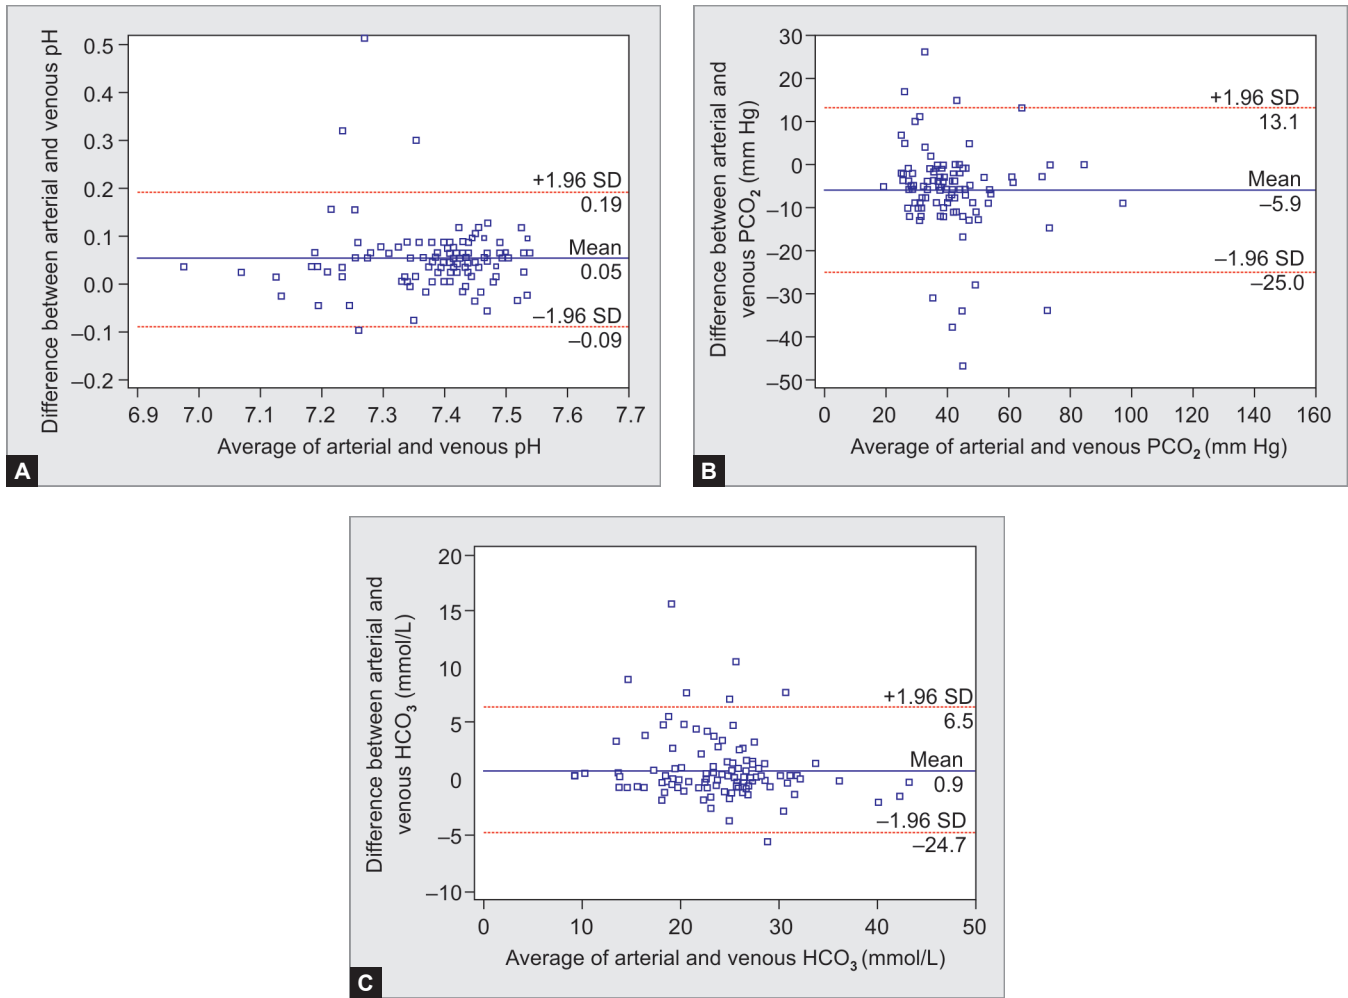 Difference between arterial and venous pH
0.5
0.4
0.3
0.2
0.1
0.0
–0.1
–0.2
+1.96 SD
0.19
Mean
0.05
–1.96 SD
–0.09
6.9 7.0 7.1 7.2 7.3 7.4 7.5 7.6 7.7
Average of arterial and venous pH
A
Difference between arterial and
venous PCO2 (mm Hg)
30
20
10
0
–10
–20
–30
–40
–50
+1.96 SD
13.1
Mean
–5.9
–1.96 SD
–25.0
0 20 40 60 80 100 120 140 160
Average of arterial and venous PCO2 (mm Hg)
B
Difference between arterial and
venous HCO3 (mmol/L)
20
15
10
5
0
–5
–10
+1.96 SD
6.5
Mean
0.9
–1.96 SD
–24.7
0 10 20 30 40 50
Average of arterial and venous HCO3 (mmol/L)
C